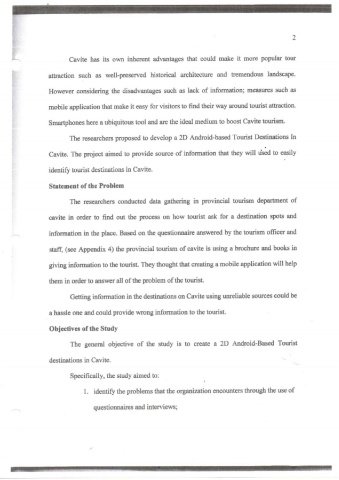 2
Cavite has its own inherent advantages that could make it more popular tour
attraction such as well-preserved historical architecture and tremendous landscape.
However considering the disadvantages such as lack of information; measures such as
mobile application that make it easy for visitors to find their way around tourist attraction.
Smartphones here a ubiquitous tool and are the ideal medium to boost Cavite tourism.
The researchers proposed to develop a 2D Android-based Tourist Destinations In
Cavite. The project aimed to provide source of information that they will used to easily
identify tourist destinations in Cavite.
Statement of the Problem
The researchers conducted data gathering in provincial tourism department of
cavite in order to find out the process on how tourist ask for a destination spots and
information in the place. Based on the questionnaire answered by the tourism officer and
staff, (see Appendix 4) the provincial tourism of cavite is using a brochure and books in
giving information to the tourist. They thought that creating a mobile application will help
them in order to answer all of the problem of the tourist.
Getting information in the destinations on Cavite using unreliable sources could be
a hassle one and could provide wrong information to the tourist.
Objectives of the Study
The general objective of the study is to create a 2D Android-Based Tourist
destinations in Cavite.
Specifically, the study aimed to:
1. identify the problems that the organization encounters through the use of
questionnaires and interviews;